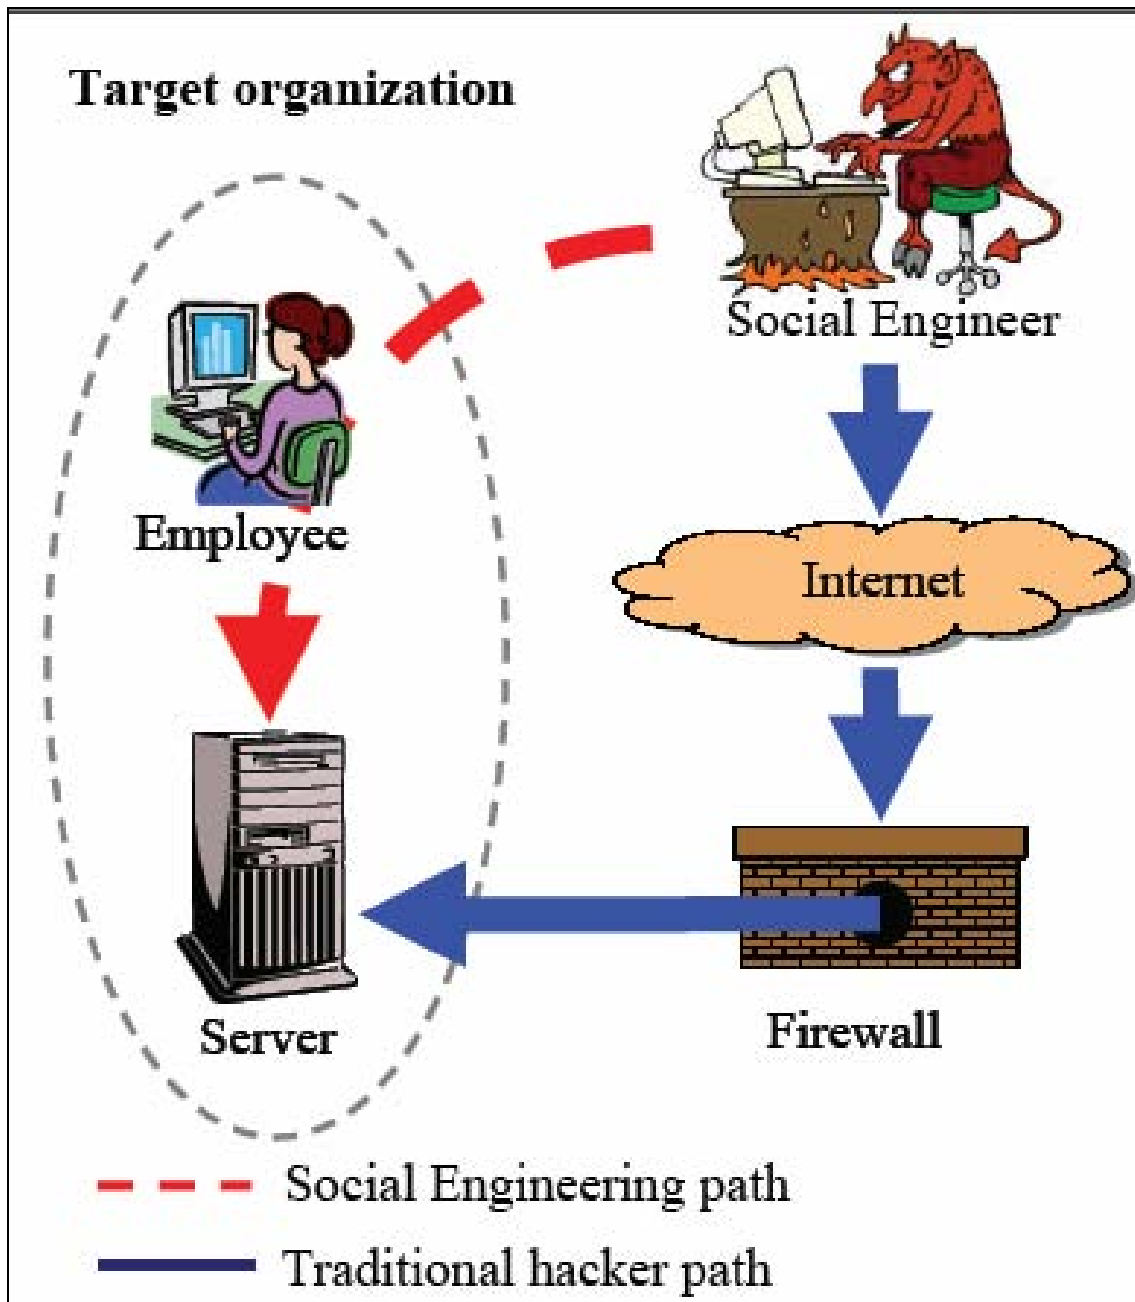 Target organization
Social Engineer
Employee
Internet
Server
Firewall
Social Engineering path
Traditional hacker path